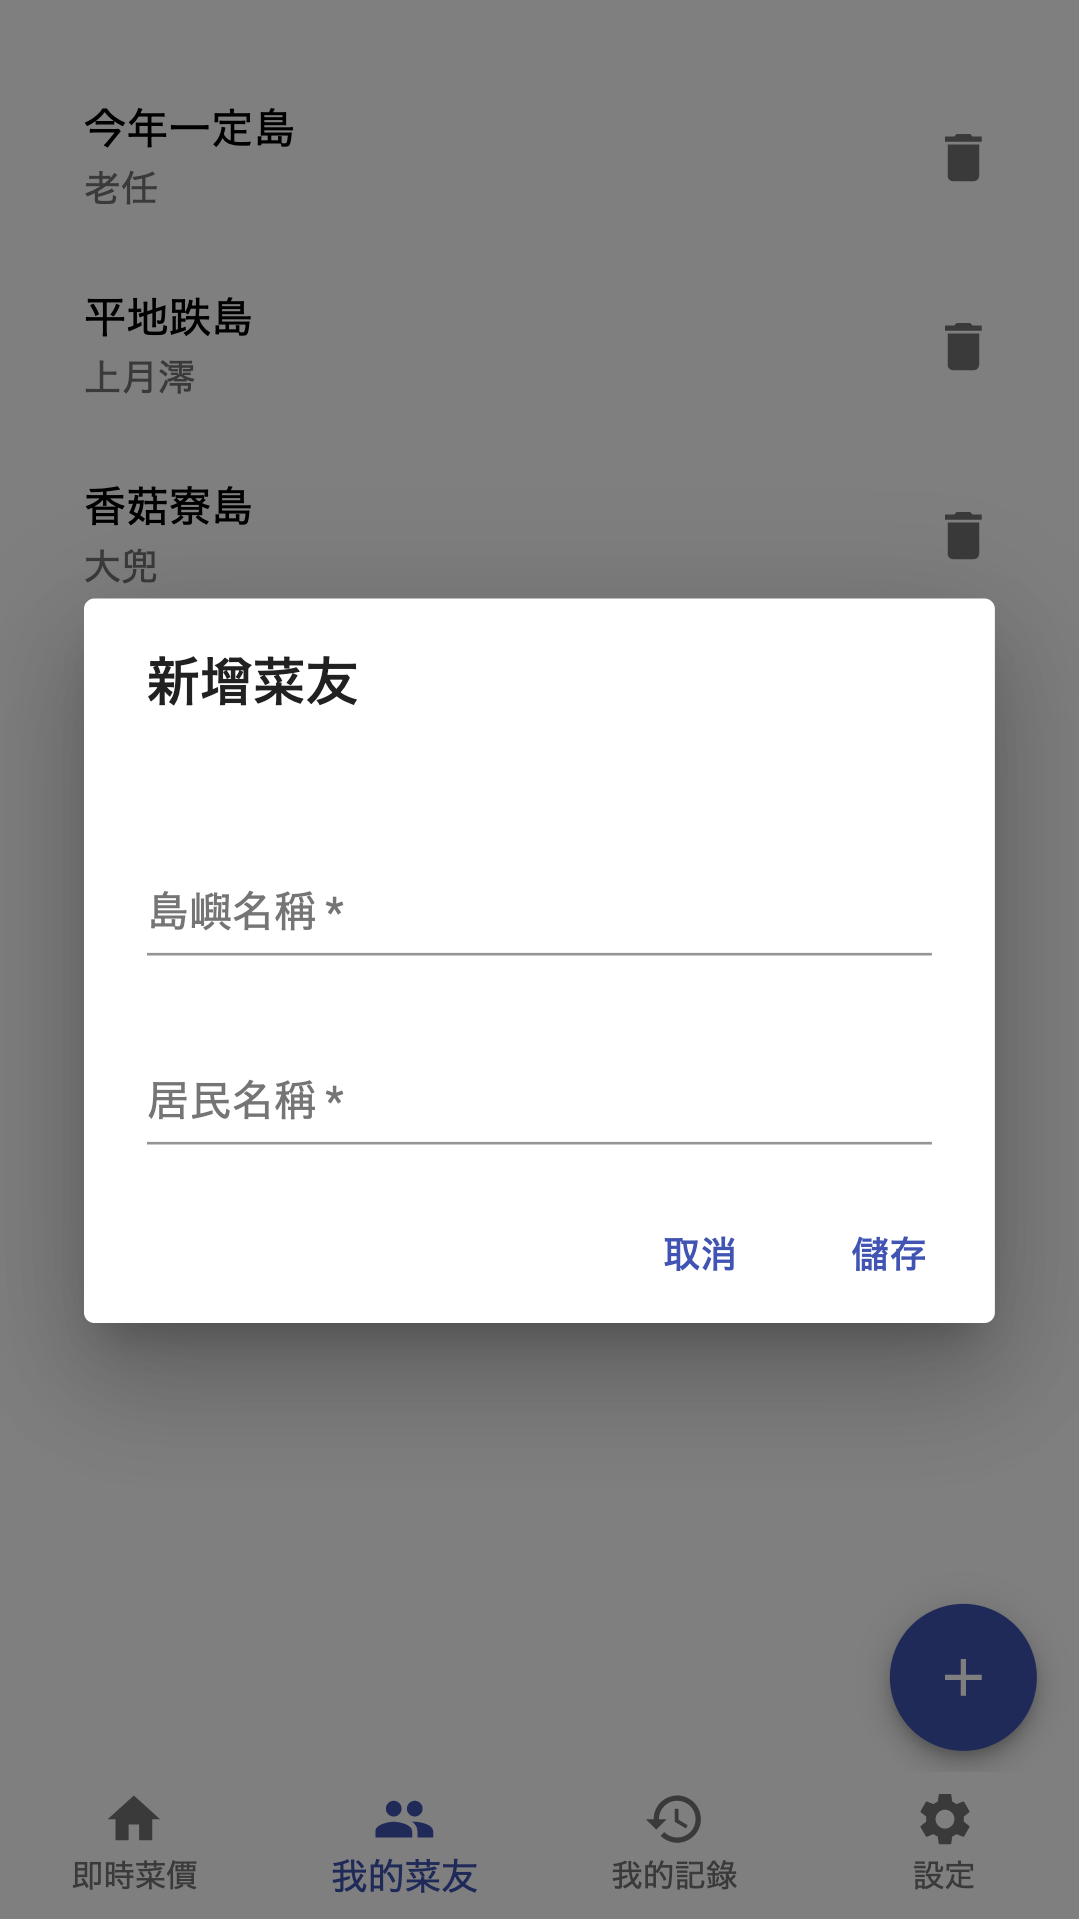 今年一定島
老任
平地跌島
上月澪
香菇寮島
大兜
新增菜友
島嶼名稱 *
居民名稱 *
取消
儲存
即時菜價
我的菜友
我的記錄
設定